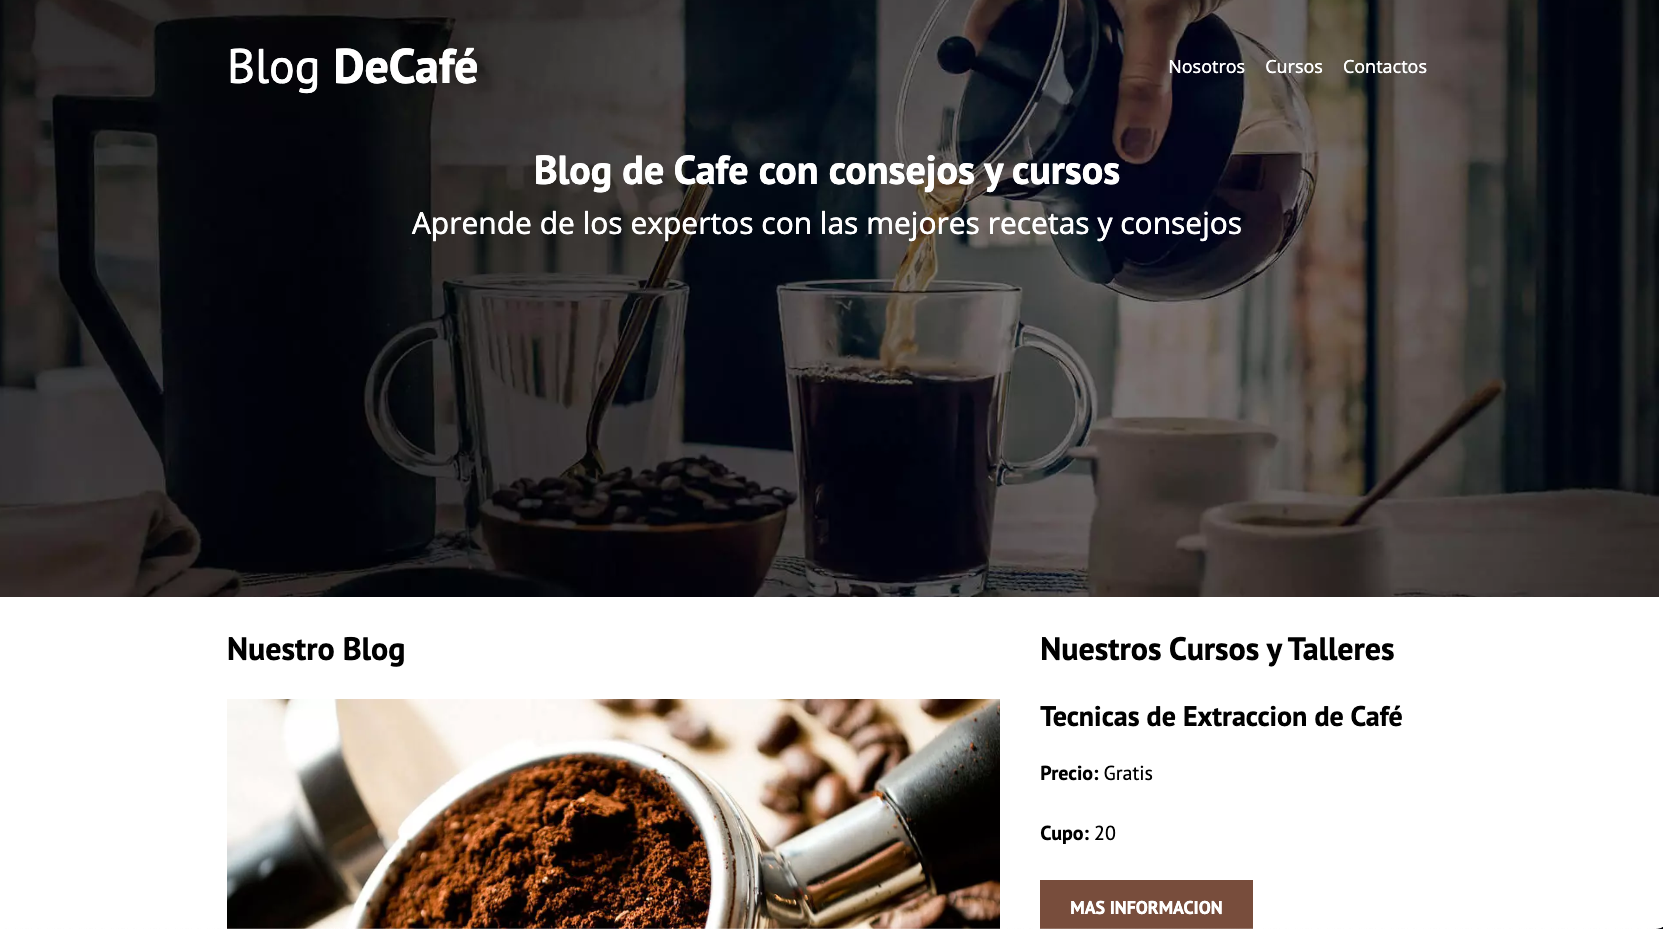 Blog DeCafé
Nosotros Cursos Contactos
Blog de Cafe con consejos y cursos
Aprende de los expertos con las mejores recetas y consejos
Nuestro Blog
Nuestros Cursos y Talleres
Tecnicas de Extraccion de Café
Precio: Gratis
Cupo: 20
MAS INFORMACION